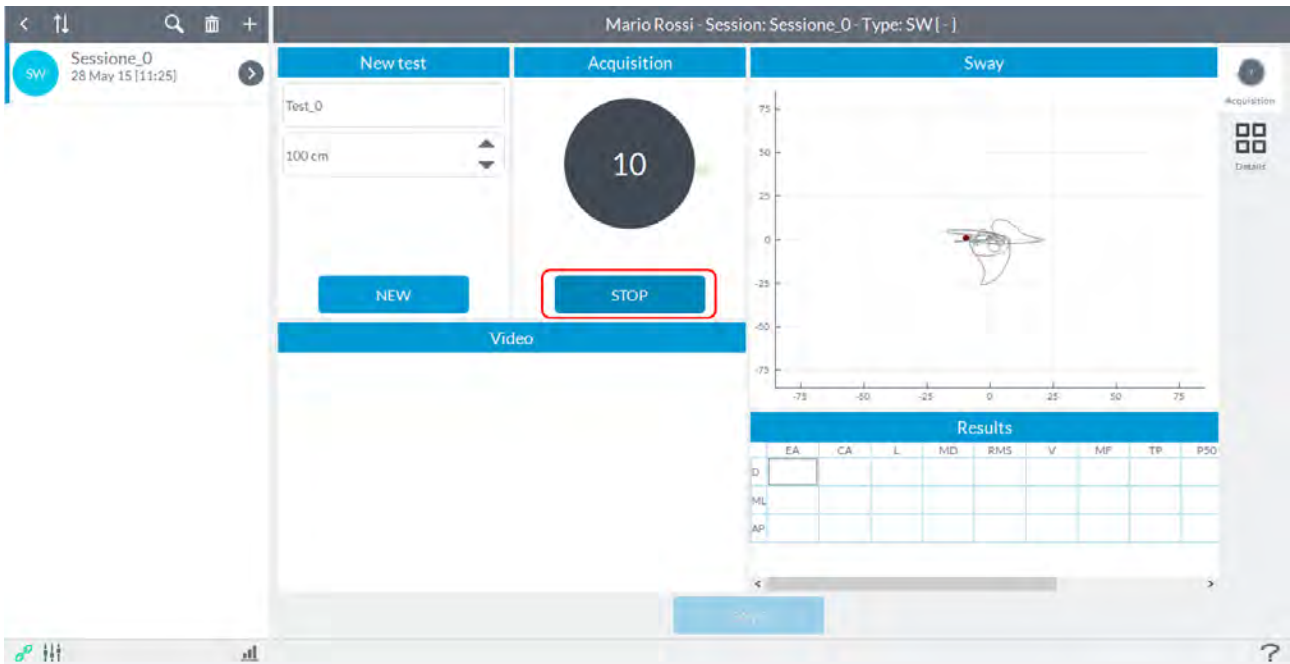 Mario Rossi - Session: Sessione_0 - Type: SW [ - ]
SW
Sessione_0
28 May 15 [11:25]
New test
Test_0
100 cm
NEW
Acquisition
10
STOP
Video
Sway
75
50
25
0
-25
-50
-75
-75 -50 -25 0 25 50 75
Results
EA CA L MD RMS V MF TP P50
D
ML
AP
Acquisition
Details
?